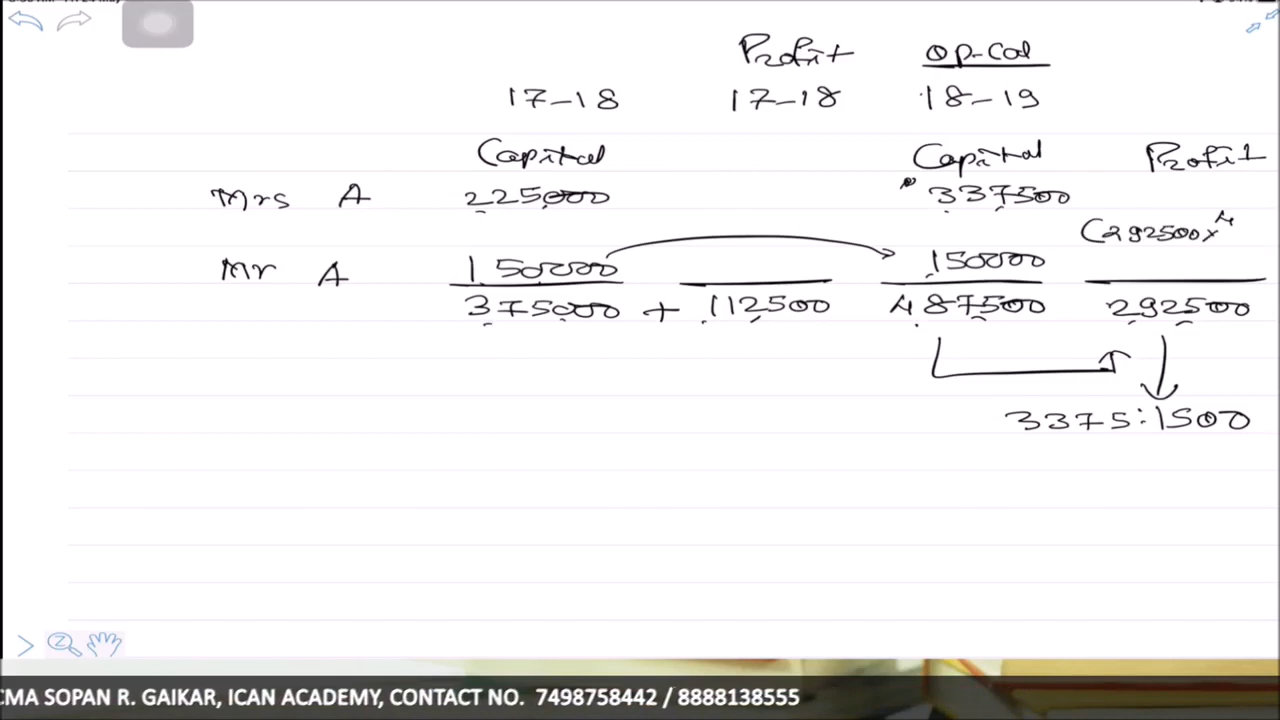 Profit Op-Cal
17-18 17-18 18-19
Capital Capital Profit
Mrs A 225000 337500
(292500x4
Mr A 150000 150000
375000 + 112500 487500 292500
3375:1500
CMA SOPAN R. GAIKAR, ICAN ACADEMY, CONTACT NO. 7498758442 / 8888138555